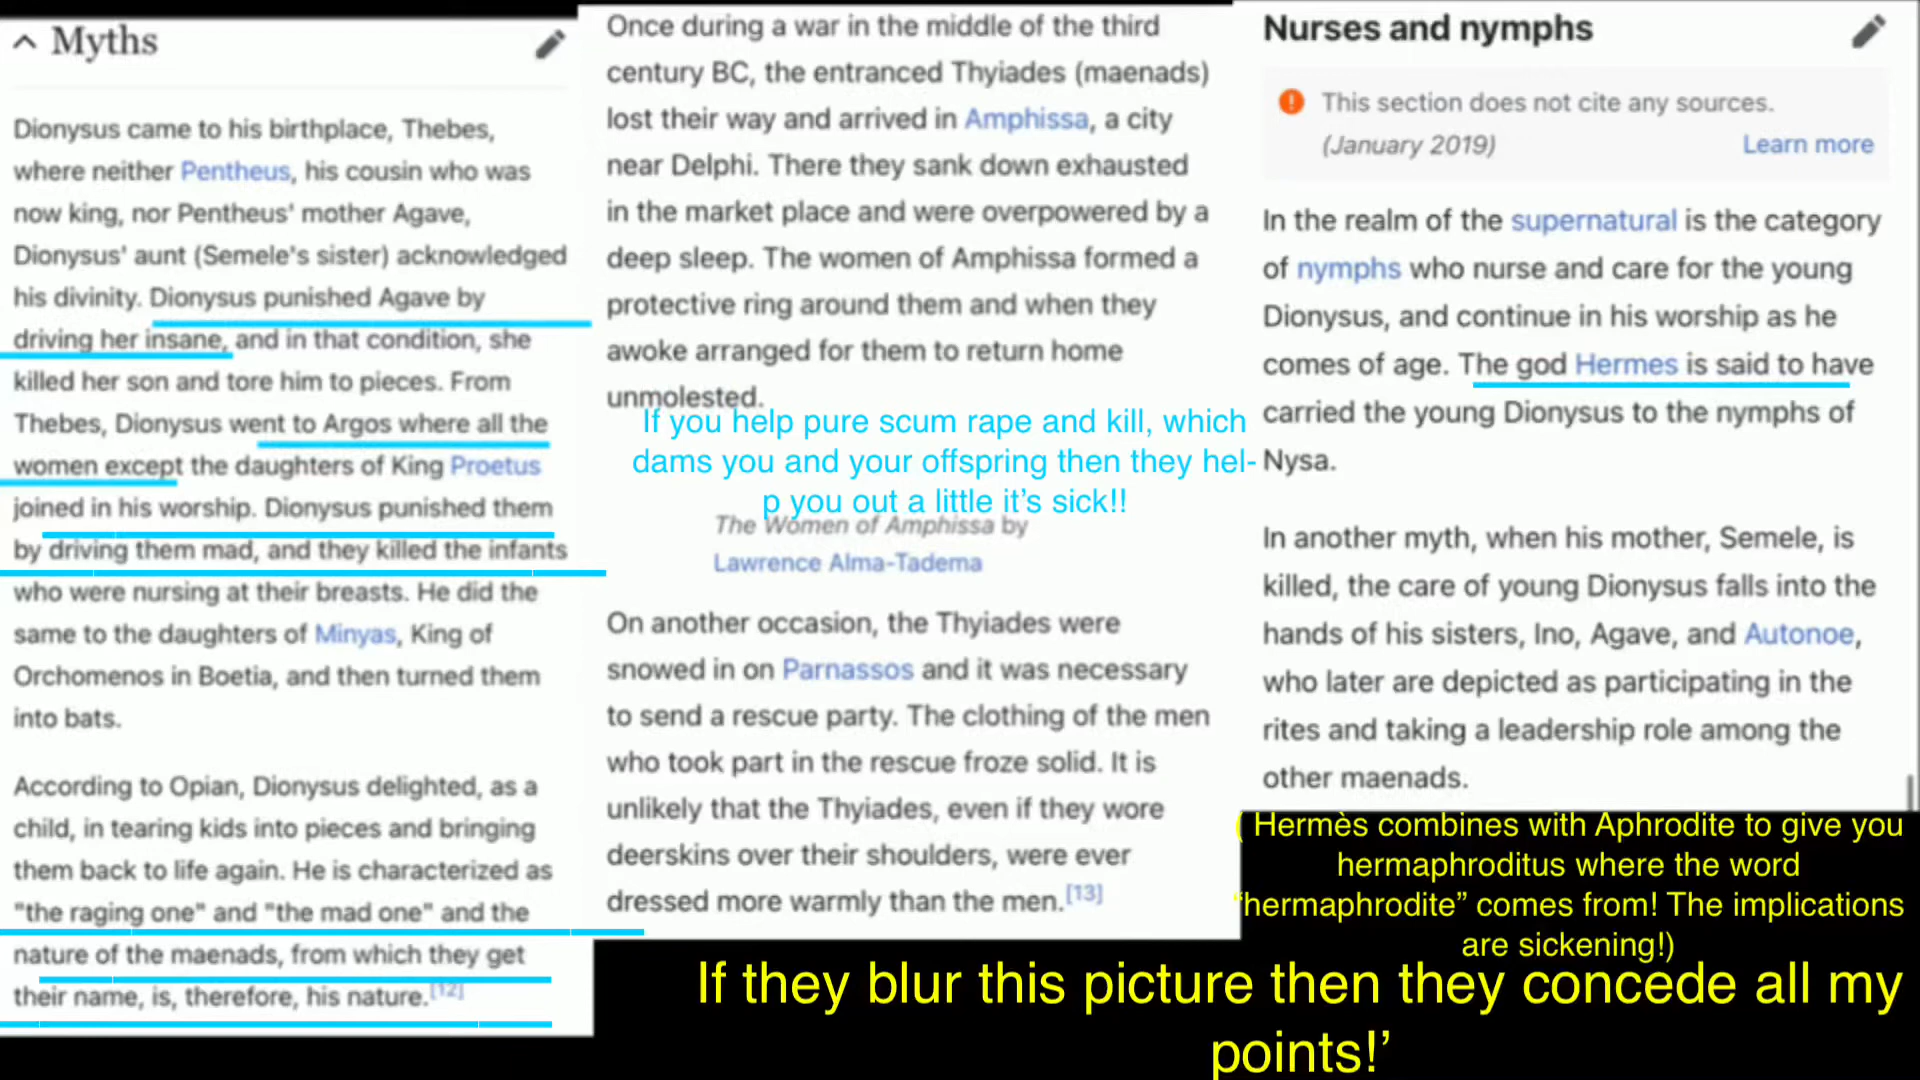 Myths
Dionysus came to his birthplace, Thebes,
where neither Pentheus, his cousin who was
now king, nor Pentheus' mother Agave,
Dionysus' aunt (Semele's sister) acknowledged
his divinity. Dionysus punished Agave by
driving her insane, and in that condition, she
killed her son and tore him to pieces. From
Thebes, Dionysus went to Argos where all the
women except the daughters of King Proetus
joined in his worship. Dionysus punished them
by driving them mad, and they killed the infants
who were nursing at their breasts. He did the
same to the daughters of Minyas, King of
Orchomenos in Boetia, and then turned them
into bats.
According to Opian, Dionysus delighted, as a
child, in tearing kids into pieces and bringing
them back to life again. He is characterized as
"the raging one" and "the mad one" and the
nature of the maenads, from which they get
their name, is, therefore, his nature.[12]
Once during a war in the middle of the third
century BC, the entranced Thyiades (maenads)
lost their way and arrived in Amphissa, a city
near Delphi. There they sank down exhausted
in the market place and were overpowered by a
deep sleep. The women of Amphissa formed a
protective ring around them and when they
awoke arranged for them to return home
unmolested.
If you help pure scum rape and kill, which
dams you and your offspring then they hel-
p you out a little it's sick!!
The Women of Amphissa by
Lawrence Alma-Tadema
On another occasion, the Thyiades were
snowed in on Parnassos and it was necessary
to send a rescue party. The clothing of the men
who took part in the rescue froze solid. It is
unlikely that the Thyiades, even if they wore
deerskins over their shoulders, were ever
dressed more warmly than the men.[13]
Nurses and nymphs
This section does not cite any sources.
(January 2019) Learn more
In the realm of the supernatural is the category
of nymphs who nurse and care for the young
Dionysus, and continue in his worship as he
comes of age. The god Hermes is said to have
carried the young Dionysus to the nymphs of
Nysa.
In another myth, when his mother, Semele, is
killed, the care of young Dionysus falls into the
hands of his sisters, Ino, Agave, and Autonoe,
who later are depicted as participating in the
rites and taking a leadership role among the
other maenads.
( Hermès combines with Aphrodite to give you
hermaphroditus where the word
“hermaphrodite” comes from! The implications
are sickening!)
If they blur this picture then they concede all my
points!’